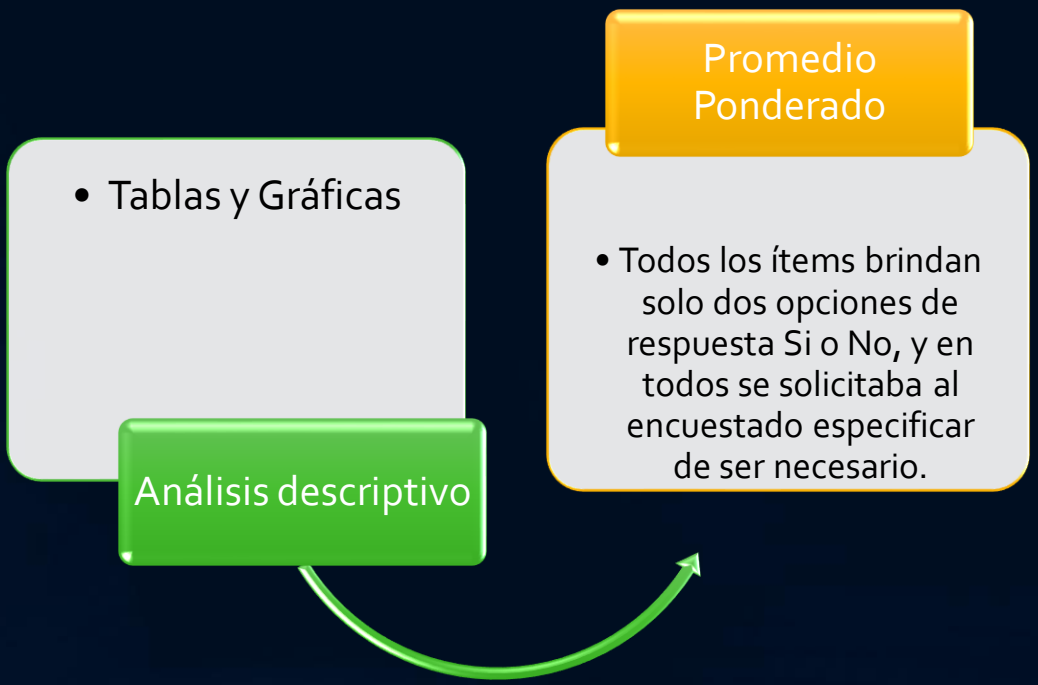 • Tablas y Gráficas
Análisis descriptivo
Promedio
Ponderado
• Todos los ítems brindan
solo dos opciones de
respuesta Si o No, y en
todos se solicitaba al
encuestado especificar
de ser necesario.